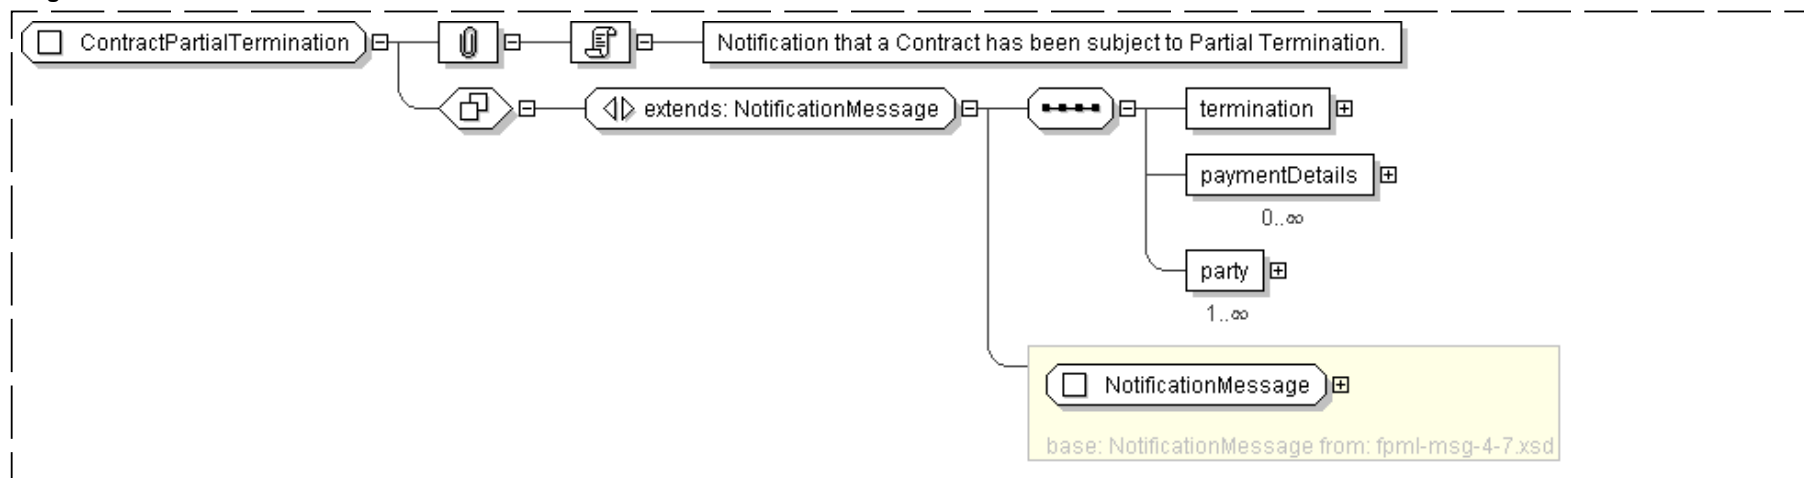 ContractPartialTermination
Notification that a Contract has been subject to Partial Termination.
extends: NotificationMessage
termination
paymentDetails
0..∞
party
1..∞
NotificationMessage
base: NotificationMessage from: fpml-msg-4-7.xsd